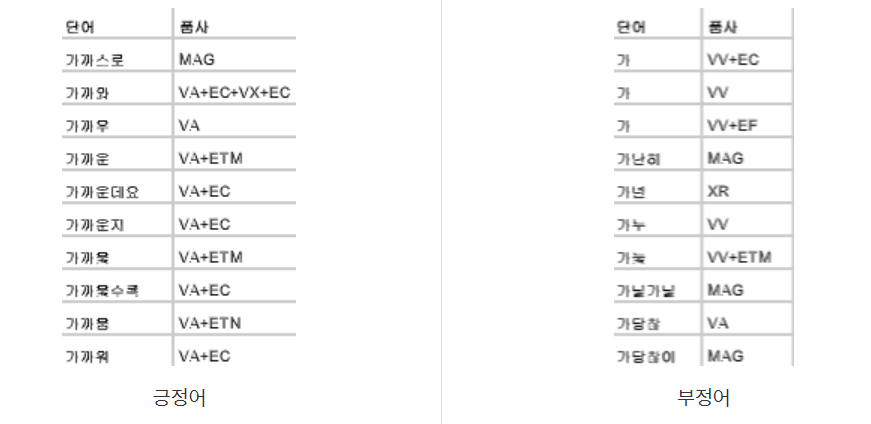 단어 품사
가까스로 MAG
가까와 VA+EC+VX+EC
가까우 VA
가까운 VA+ETM
가까운데요 VA+EC
가까운지 VA+EC
가까울 VA+ETM
가까울수록 VA+EC
가까움 VA+ETN
가까워 VA+EC
긍정어
단어 품사
가 VV+EC
가 VV
가 VV+EF
가난히 MAG
가년 XR
가누 VV
가눌 VV+ETM
가닐가닐 MAG
가당찮 VA
가당찮이 MAG
부정어